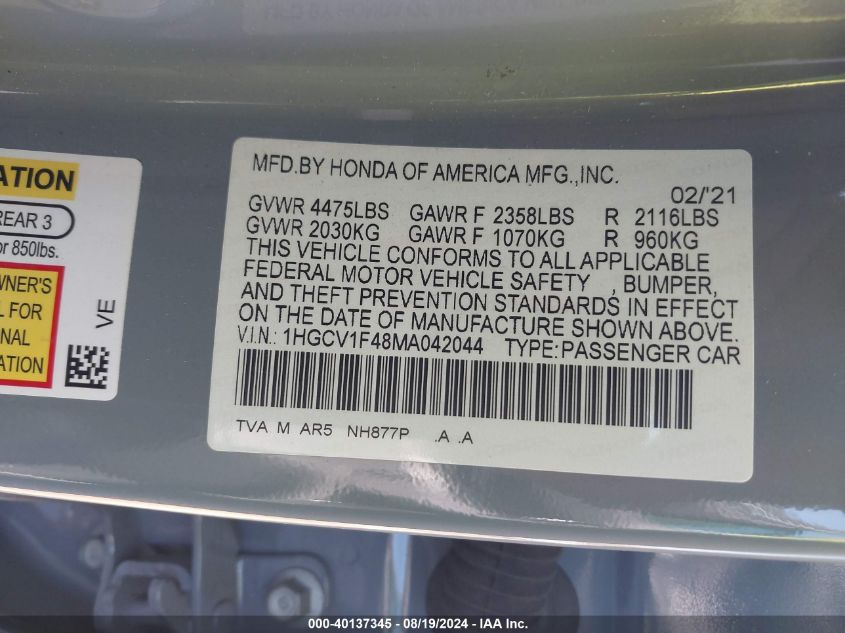 ATION
REAR 3
or 850lbs.
WNER'S
L FOR
NAL
ATION
VE
MFD.BY HONDA OF AMERICA MFG.,INC.
02/'21
GVWR 4475LBS GAWR F 2358LBS R 2116LBS
GVWR 2030KG GAWR F 1070KG R 960KG
THIS VEHICLE CONFORMS TO ALL APPLICABLE
FEDERAL MOTOR VEHICLE SAFETY , BUMPER,
AND THEFT PREVENTION STANDARDS IN EFFECT
ON THE DATE OF MANUFACTURE SHOWN ABOVE.
V.I.N.: 1HGCV1F48MA042044 TYPE:PASSENGER CAR
TVA M AR5 NH877P .A .A
000-40137345 - 08/19/2024 - IAA Inc.